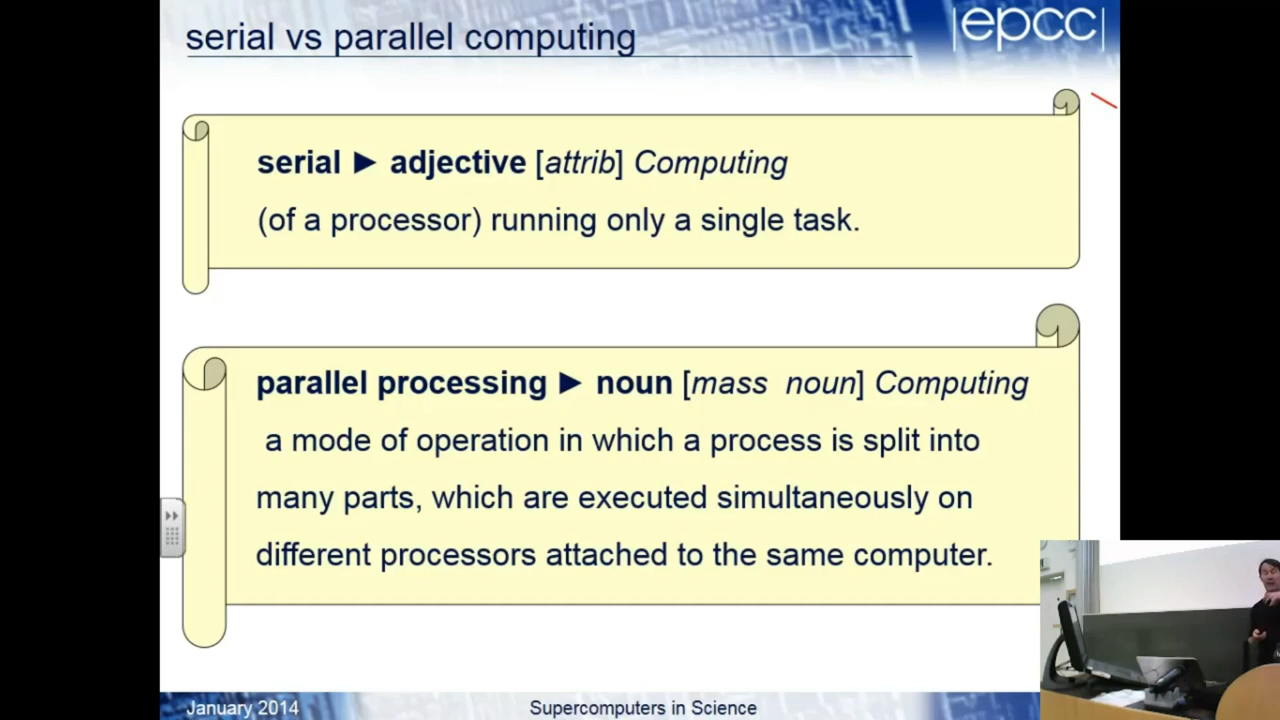 serial vs parallel computing
|epcc|
serial ► adjective [attrib] Computing
(of a processor) running only a single task.
parallel processing ► noun [mass noun] Computing
a mode of operation in which a process is split into
many parts, which are executed simultaneously on
different processors attached to the same computer.
January 2014
Supercomputers in Science